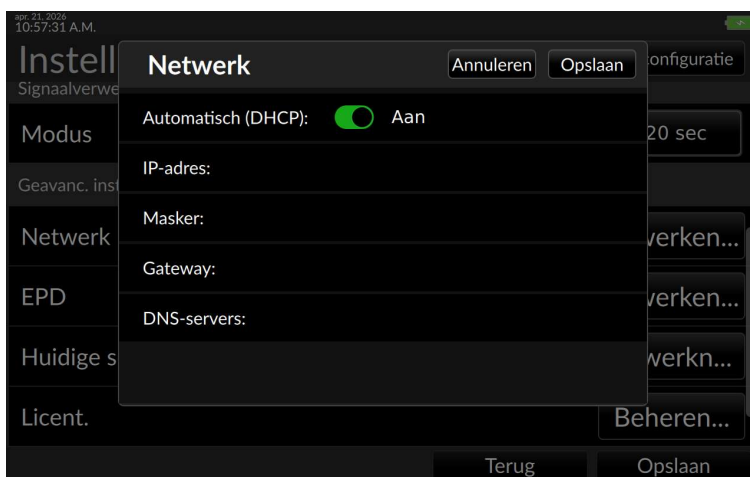 apr. 21, 2026
10:57:31 A.M.
Instell
Signaalverwe
onfiguratie
Netwerk
Annuleren
Opslaan
Automatisch (DHCP): Aan
Modus
20 sec
IP-adres:
Geavanc. inst
Masker:
Netwerk
werken...
Gateway:
EPD
werken...
DNS-servers:
Huidige s
werkn...
Licent.
Beheren...
Terug
Opslaan